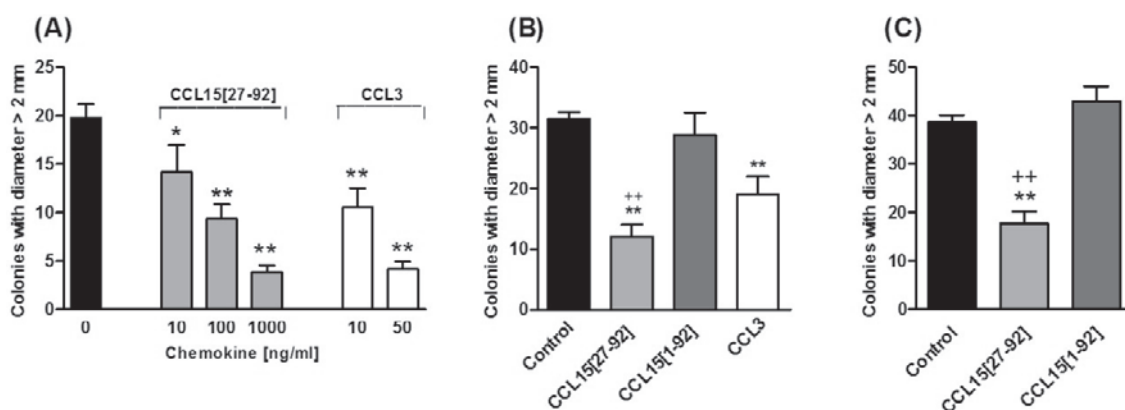 (A)
Colonies with diameter > 2 mm
25
20
15
10
5
0
CCL15[27-92]
CCL3
*
**
**
**
**
0
10
100
1000
10
50
Chemokine [ng/ml]
(B)
Colonies with diameter > 2 mm
40
30
20
10
0
++
**
**
Control
CCL15[27-92]
CCL15[1-92]
CCL3
(C)
Colonies with diameter > 2 mm
50
40
30
20
10
0
++
**
Control
CCL15[27-92]
CCL15[1-92]